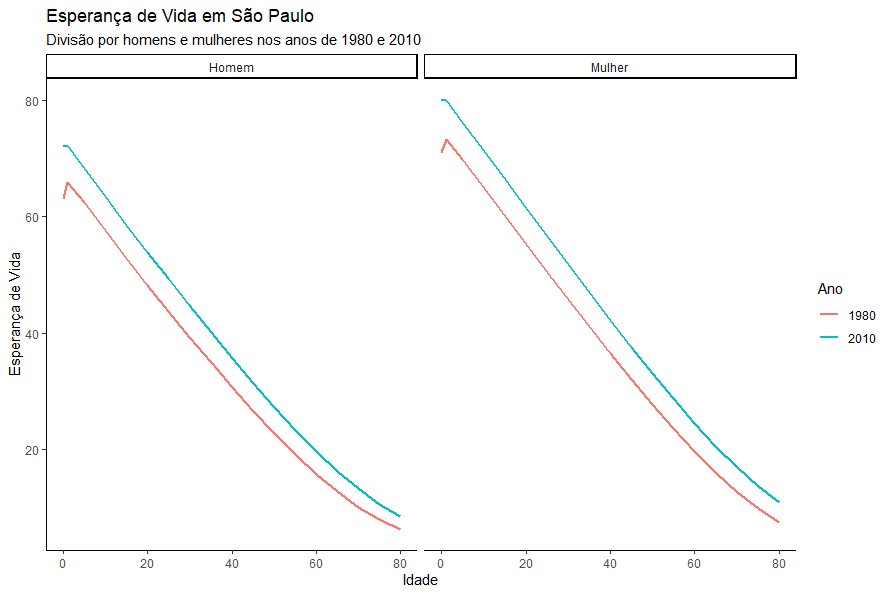 Esperança de Vida em São Paulo
Divisão por homens e mulheres nos anos de 1980 e 2010
Homem
Mulher
80
60
40
20
Esperança de Vida
0 20 40 60 80
0 20 40 60 80
Idade
Ano
1980
2010